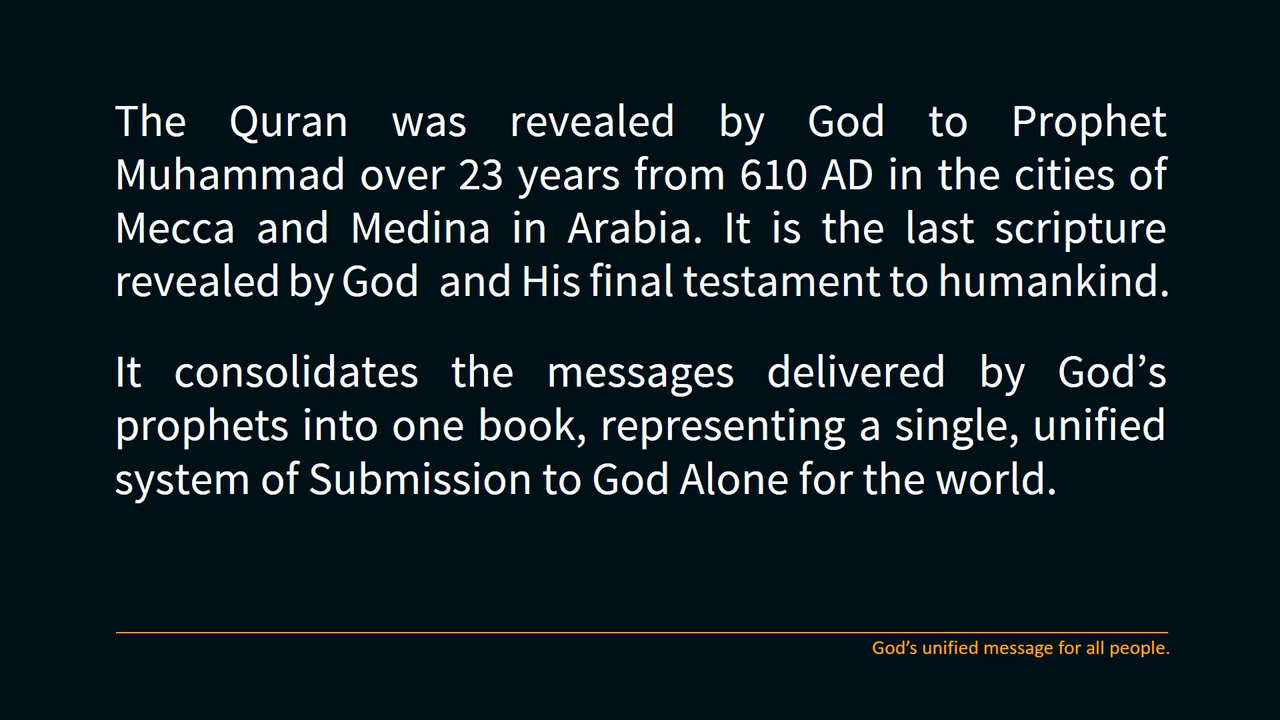 The Quran was revealed by God to Prophet
Muhammad over 23 years from 610 AD in the cities of
Mecca and Medina in Arabia. It is the last scripture
revealed by God  and His final testament to humankind.
It consolidates the messages delivered by God’s
prophets into one book, representing a single, unified
system of Submission to God Alone for the world.
God’s unified message for all people.